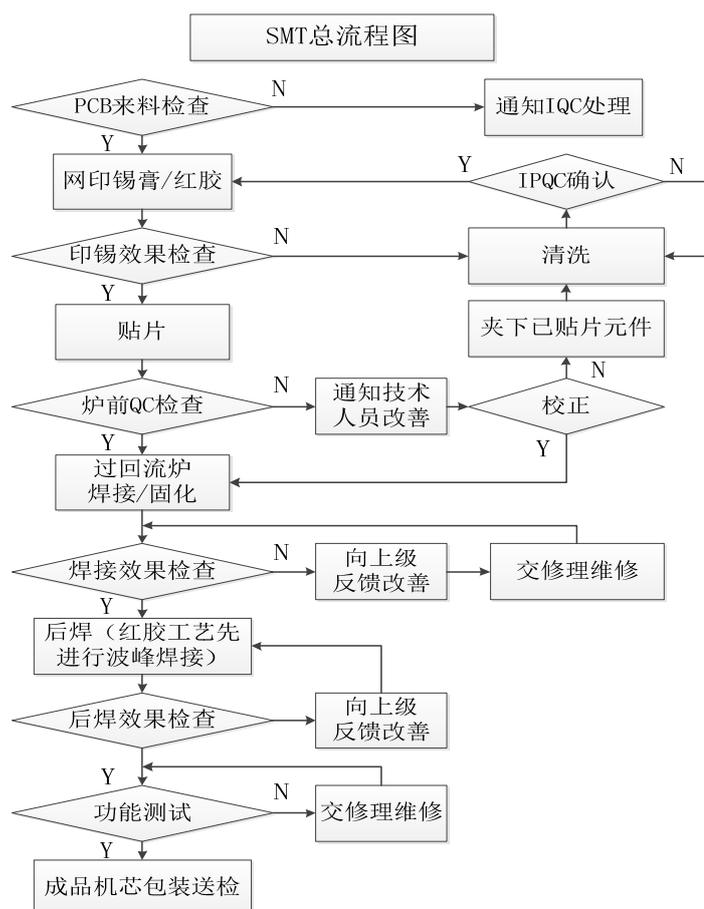 SMT总流程图
PCB来料检查
N
通知IQC处理
Y
网印锡膏/红胶
Y
IPQC确认
N
印锡效果检查
N
清洗
Y
贴片
夹下已贴片元件
炉前QC检查
N
通知技术
人员改善
校正
N
Y
Y
过回流炉
焊接/固化
焊接效果检查
N
向上级
反馈改善
交修理维修
Y
后焊（红胶工艺先
进行波峰焊接）
后焊效果检查
向上级
反馈改善
Y
功能测试
N
交修理维修
Y
成品机芯包装送检